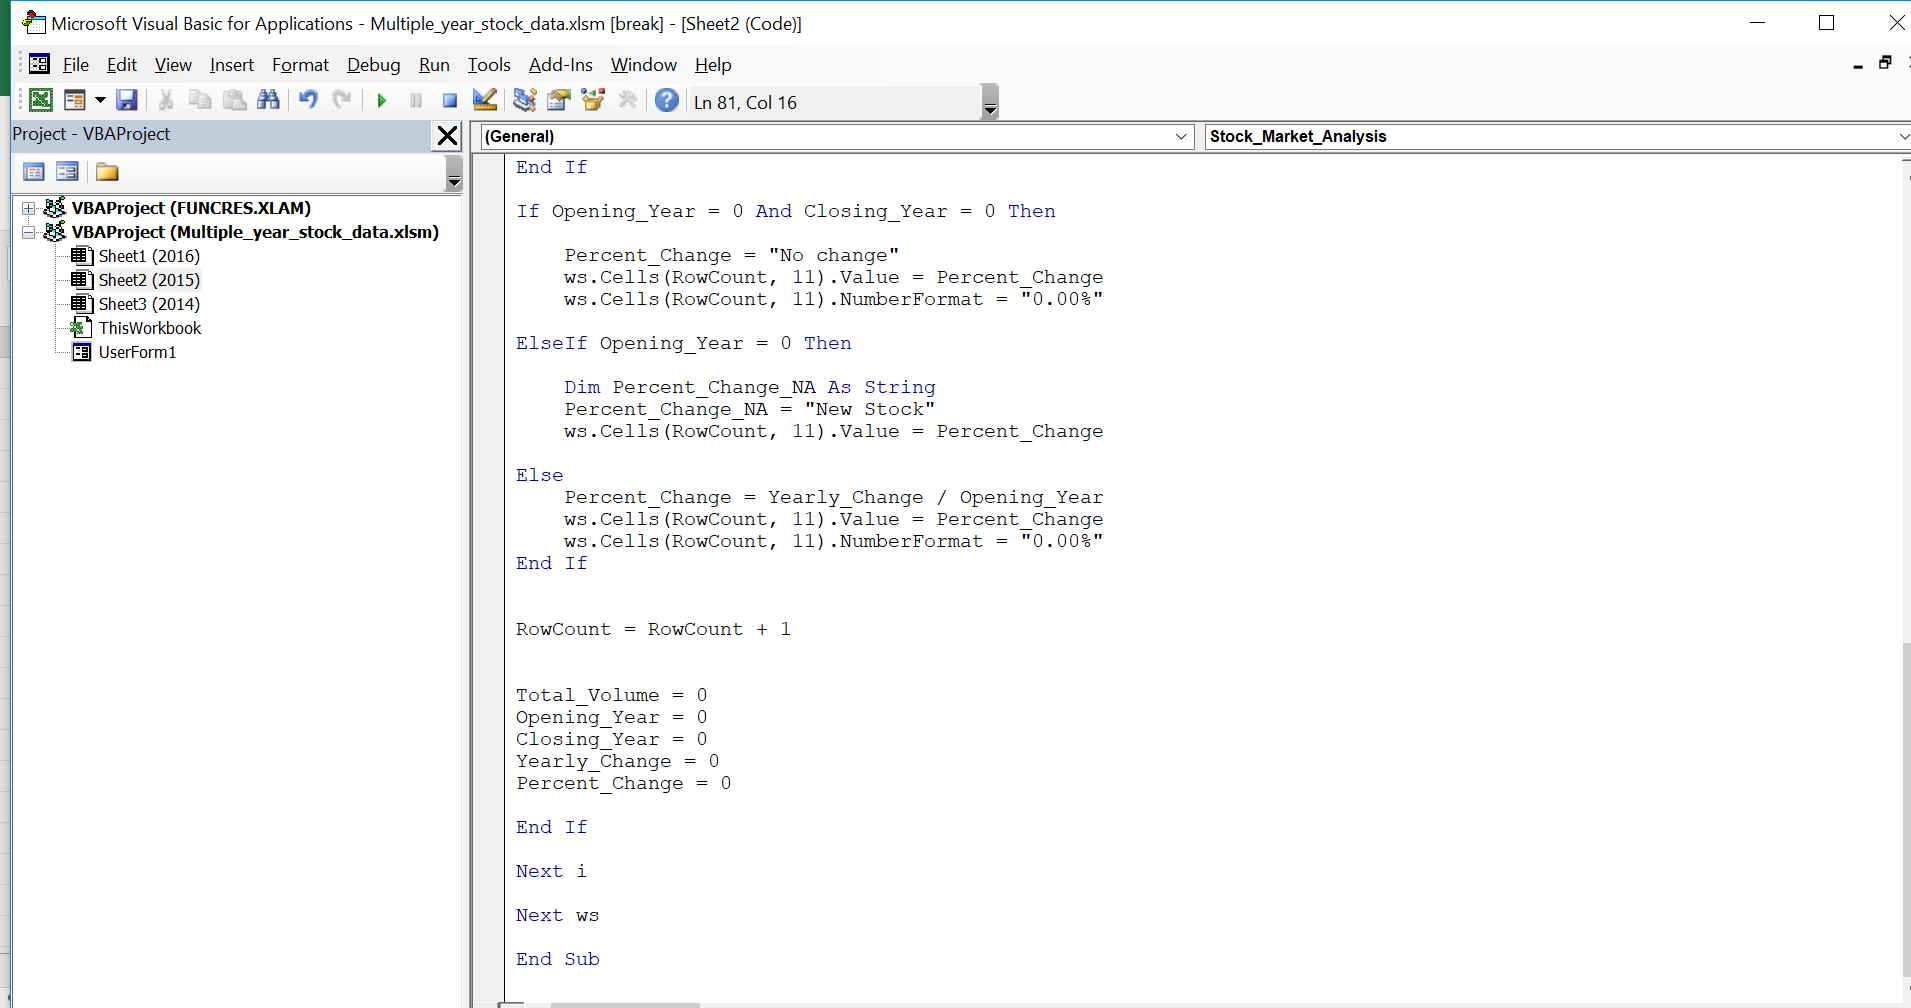 Microsoft Visual Basic for Applications - Multiple_year_stock_data.xlsm [break] - [Sheet2 (Code)]
File Edit View Insert Format Debug Run Tools Add-Ins Window Help
Ln 81, Col 16
Project - VBAProject
(General)
Stock_Market_Analysis
VBAProject (FUNCRES.XLAM)
VBAProject (Multiple_year_stock_data.xlsm)
Sheet1 (2016)
Sheet2 (2015)
Sheet3 (2014)
ThisWorkbook
UserForm1
End If
If Opening_Year = 0 And Closing_Year = 0 Then
Percent_Change = "No change"
ws.Cells(RowCount, 11).Value = Percent_Change
ws.Cells(RowCount, 11).NumberFormat = "0.00%"
ElseIf Opening_Year = 0 Then
Dim Percent_Change_NA As String
Percent_Change_NA = "New Stock"
ws.Cells(RowCount, 11).Value = Percent_Change
Else
Percent_Change = Yearly_Change / Opening_Year
ws.Cells(RowCount, 11).Value = Percent_Change
ws.Cells(RowCount, 11).NumberFormat = "0.00%"
End If
RowCount = RowCount + 1
Total_Volume = 0
Opening_Year = 0
Closing_Year = 0
Yearly_Change = 0
Percent_Change = 0
End If
Next i
Next ws
End Sub